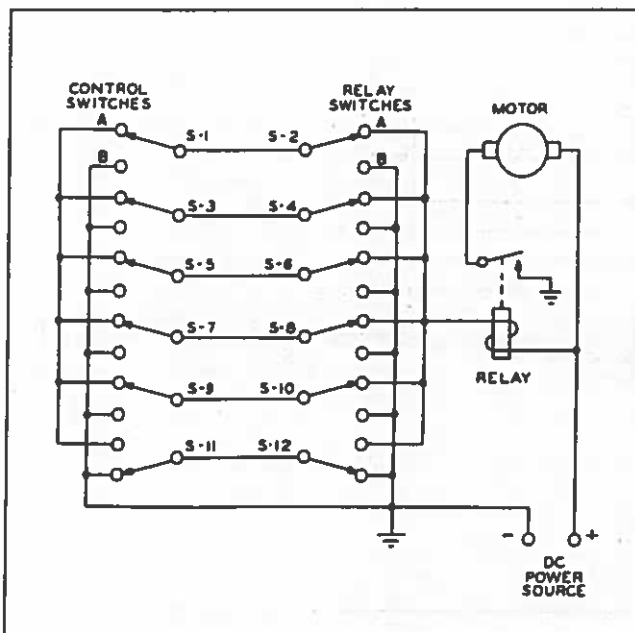 CONTROL
SWITCHES
RELAY
SWITCHES
MOTOR
A
S-1
S-2
A
B
B
S-3
S-4
S-5
S-6
S-7
S-8
S-9
S-10
RELAY
S-11
S-12
-
+
DC
POWER
SOURCE